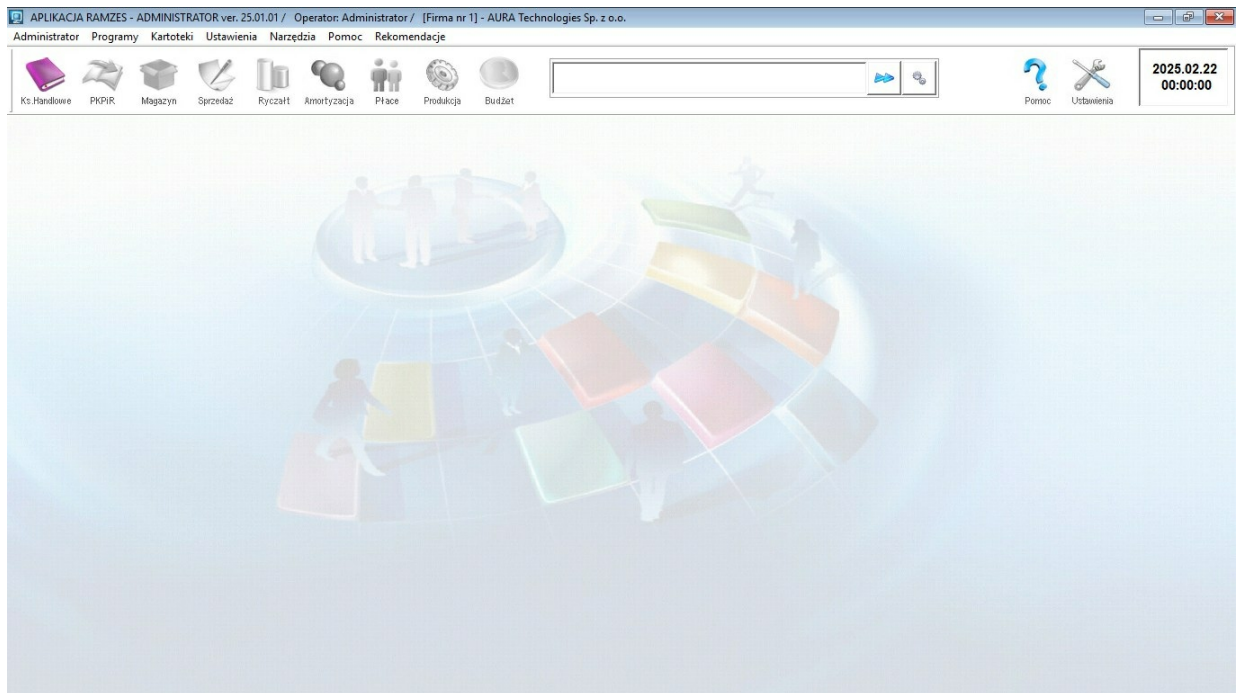 APLIKACJA RAMZES - ADMINISTRATOR ver. 25.01.01 / Operator: Administrator / [Firma nr 1] - AURA Technologies Sp. z o.o.
Administrator Programy Kartoteki Ustawienia Narzędzia Pomoc Rekomendacje
Ks.Handlowe PKPiR Magazyn Sprzedaż Ryczałt Amortyzacja Płace Produkcja Budżet Pomoc Ustawienia
2025.02.22
00:00:00